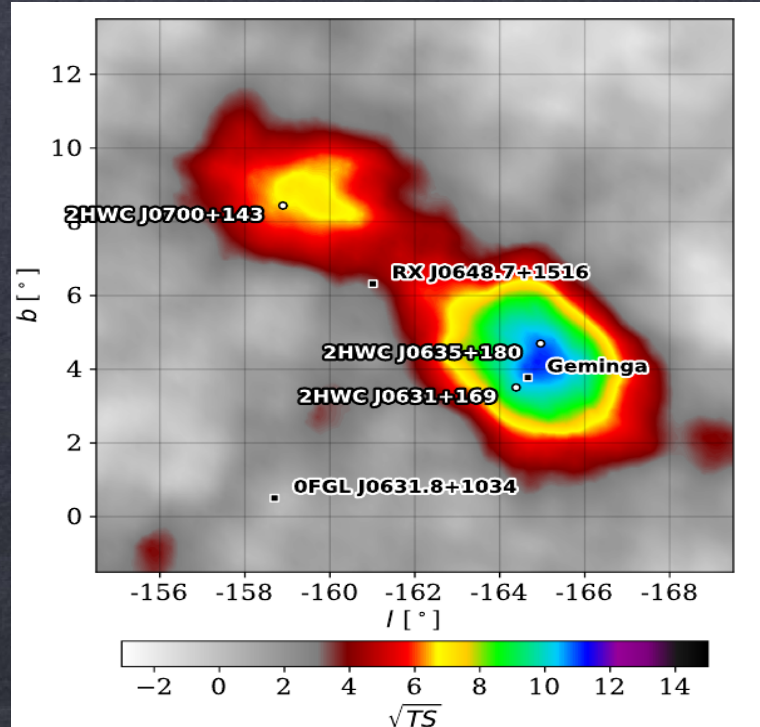 12
10
2HWC J0700+143
8
RX J0648.7+1516
6
b [°]
2HWC J0635+180
Geminga
4
2HWC J0631+169
2
0FGL J0631.8+1034
0
-156 -158 -160 -162 -164 -166 -168
l [°]
−2 0 2 4 6 8 10 12 14
√TS